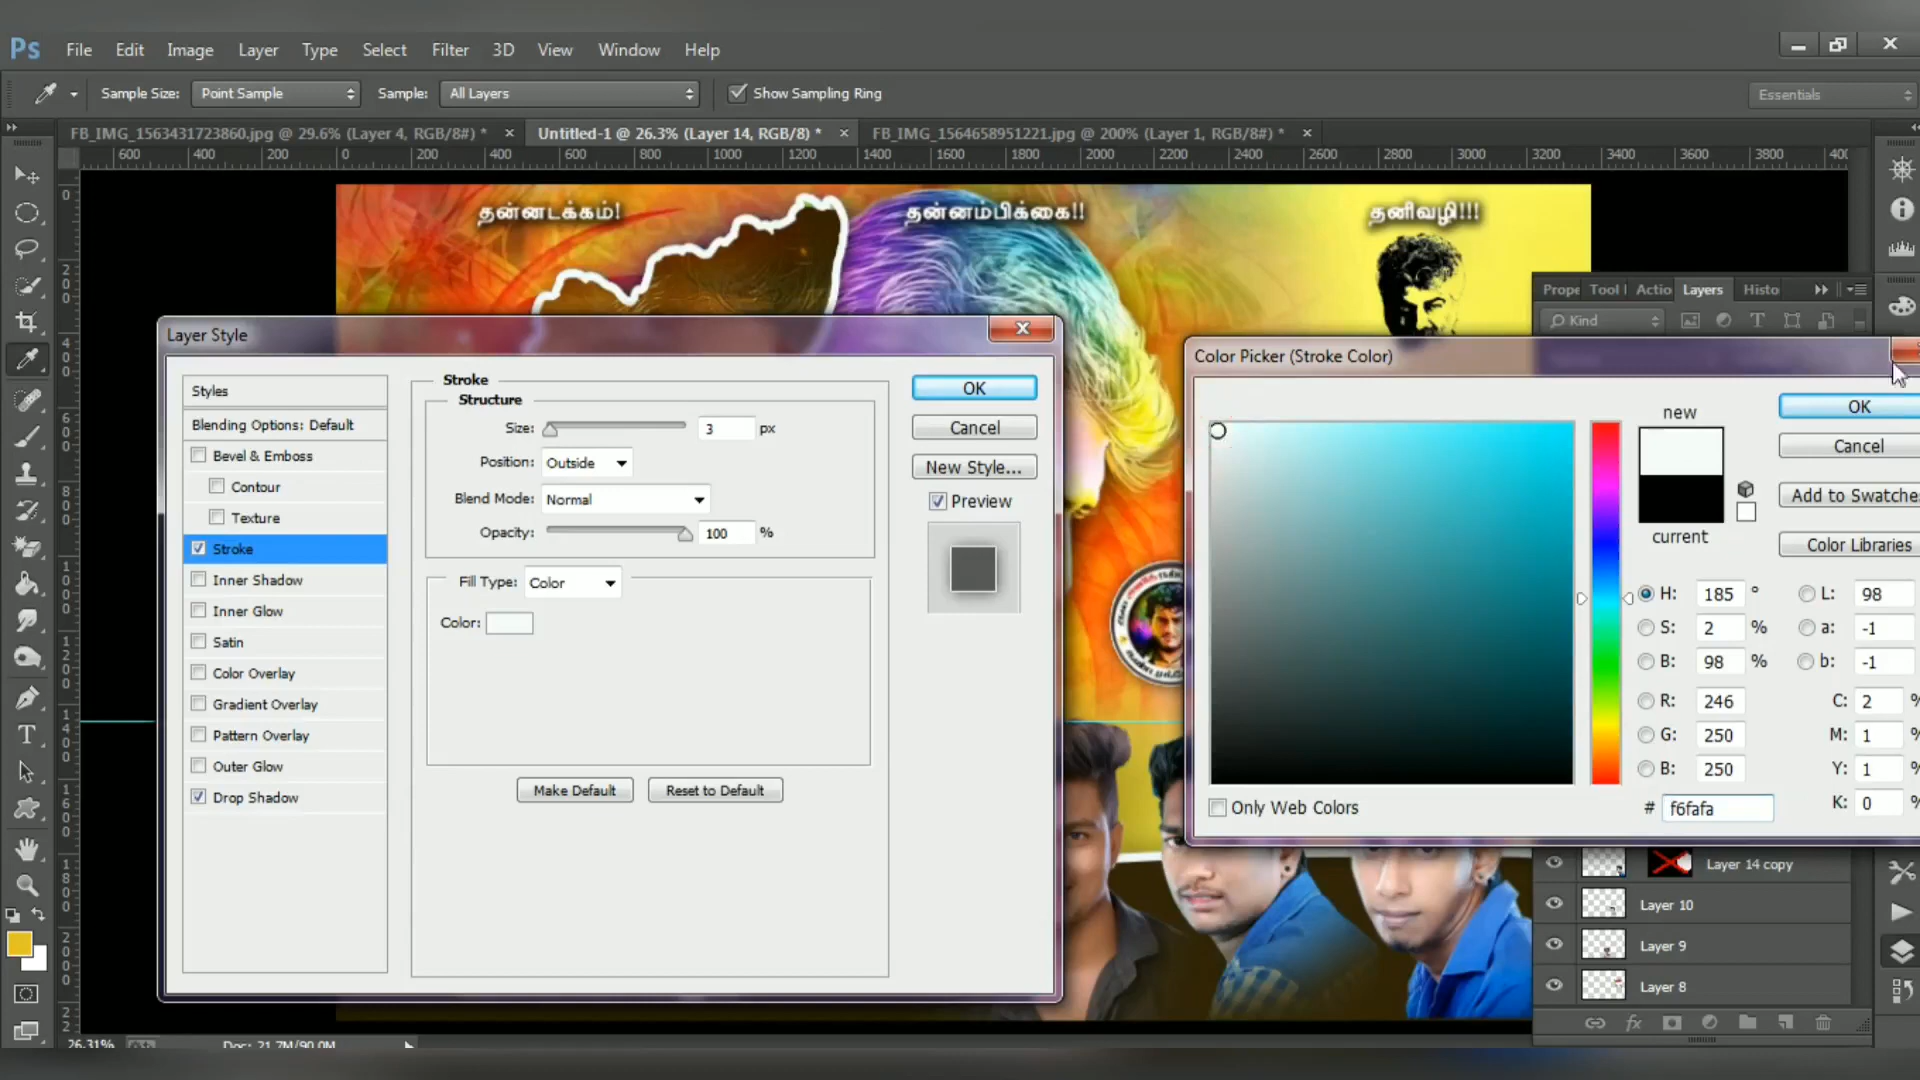 Ps File Edit Image Layer Type Select Filter 3D View Window Help
Sample Size: Point Sample Sample: All Layers Show Sampling Ring Essentials
FB_IMG_1563431723860.jpg @ 29.6% (Layer 4, RGB/8#) * × Untitled-1 @ 26.3% (Layer 14, RGB/8) * × FB_IMG_1564658951221.jpg @ 200% (Layer 1, RGB/8#) * ×
600 400 200 0 200 400 600 800 1000 1200 1400 1600 1800 2000 2200 2400 2600 2800 3000 3200 3400 3600 3800
தன்னடக்கம்! தன்னம்பிக்கை!! தனிவழி!!!
Prope Tool Actio Layers Histo
Kind
Layer Style
Styles
Blending Options: Default
Bevel & Emboss
Contour
Texture
Stroke
Inner Shadow
Inner Glow
Satin
Color Overlay
Gradient Overlay
Pattern Overlay
Outer Glow
Drop Shadow
Stroke
Structure
Size: 3 px
Position: Outside
Blend Mode: Normal
Opacity: 100 %
Fill Type: Color
Color:
Make Default Reset to Default
OK
Cancel
New Style...
Preview
Color Picker (Stroke Color)
new
current
OK
Cancel
Add to Swatches
Color Libraries
H: 185 ° L: 98
S: 2 % a: -1
B: 98 % b: -1
R: 246 C: 2 %
G: 250 M: 1 %
B: 250 Y: 1 %
# f6fafa K: 0 %
Only Web Colors
Layer 14 copy
Layer 10
Layer 9
Layer 8
fx
26.31% Doc: 21.7M/90.0M